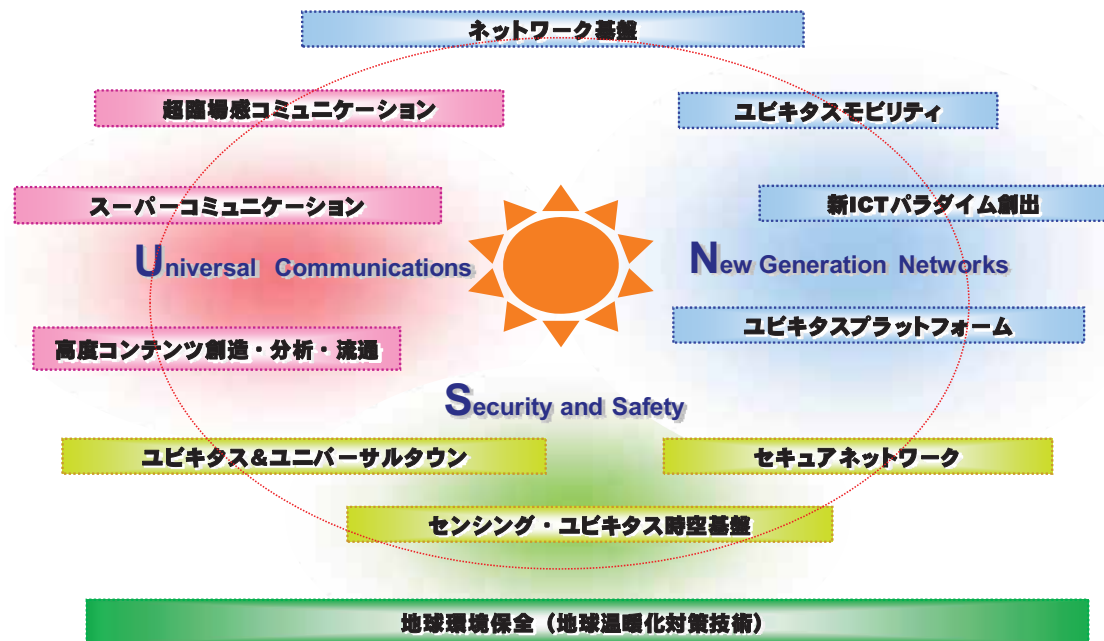 ネットワーク基盤
超臨場感コミュニケーション
ユビキタスモビリティ
スーパーコミュニケーション
新ICTパラダイム創出
Universal Communications
New Generation Networks
ユビキタスプラットフォーム
高度コンテンツ創造・分析・流通
Security and Safety
ユビキタス&ユニバーサルタウン
セキュアネットワーク
センシング・ユビキタス時空基盤
地球環境保全（地球温暖化対策技術）